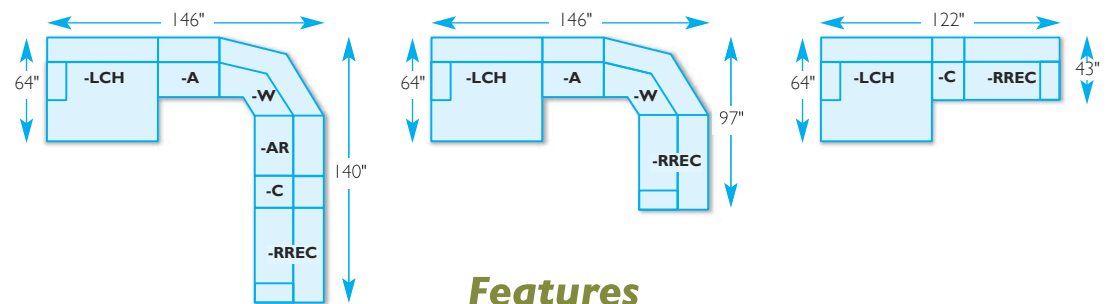 146"
64"
-LCH
-A
-W
-AR
-C
-RREC
140"
146"
64"
-LCH
-A
-W
-RREC
97"
122"
64"
-LCH
-C
-RREC
43"
Features